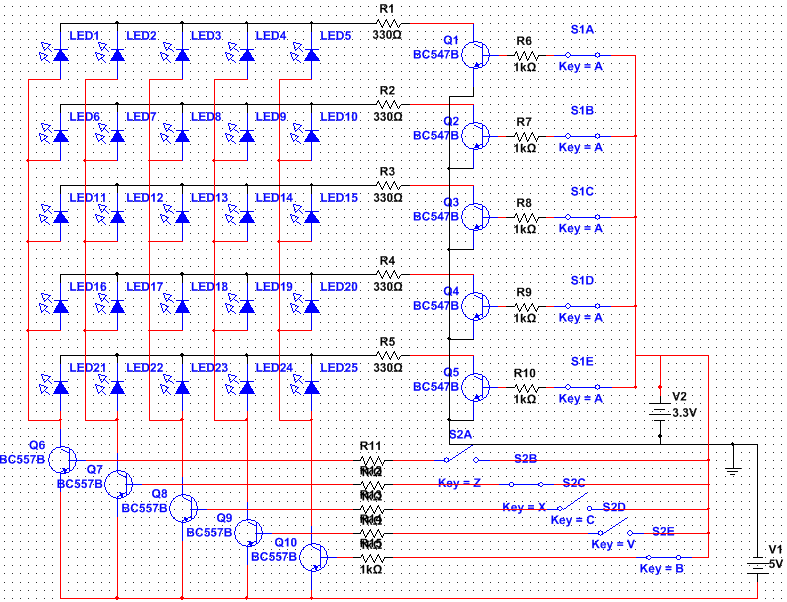 R1
LED1 LED2 LED3 LED4 LED5
330Ω
S1A
Q1
BC547B
R6
1kΩ
Key = A
R2
LED6 LED7 LED8 LED9 LED10
330Ω
S1B
Q2
BC547B
R7
1kΩ
Key = A
R3
LED11 LED12 LED13 LED14 LED15
330Ω
S1C
Q3
BC547B
R8
1kΩ
Key = A
R4
LED16 LED17 LED18 LED19 LED20
330Ω
S1D
Q4
BC547B
R9
1kΩ
Key = A
R5
LED21 LED22 LED23 LED24 LED25
330Ω
S1E
Q5
BC547B
R10
1kΩ
Key = A
V2
3.3V
Q6
BC557B
R11
S2A
Key = Z
Q7
BC557B
S2B
Key = X
Q8
BC557B
S2C
Key = C
Q9
BC557B
S2D
Key = V
Q10
BC557B
1kΩ
S2E
Key = B
V1
5V